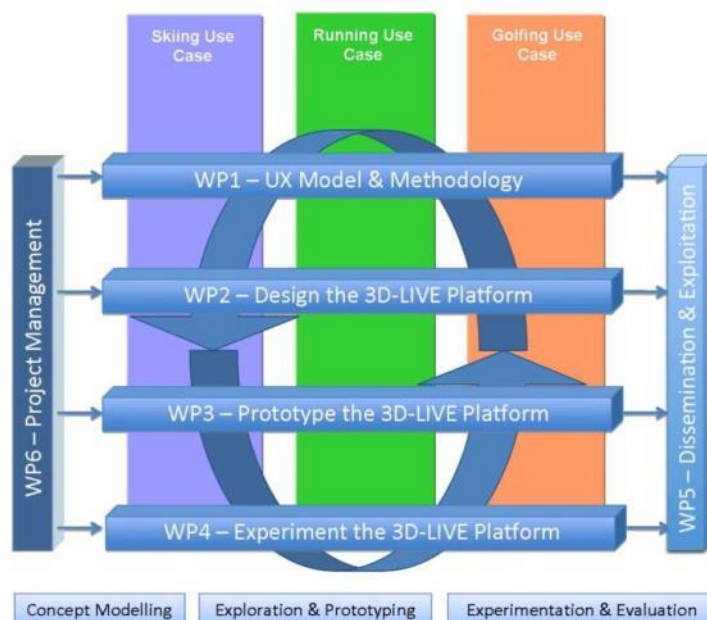 Skiing Use
Case
Running Use
Case
Golfing Use
Case
WP6 – Project Management
WP1 – UX Model & Methodology
WP2 – Design the 3D-LIVE Platform
WP3 – Prototype the 3D-LIVE Platform
WP4 – Experiment the 3D-LIVE Platform
WP5 – Dissemination & Exploitation
Concept Modelling
Exploration & Prototyping
Experimentation & Evaluation